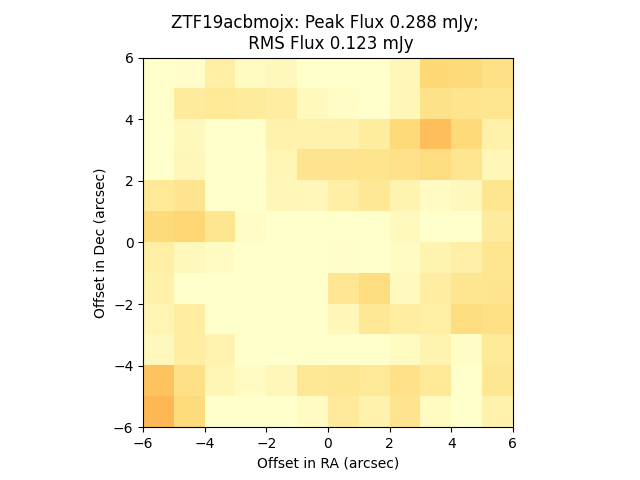 ZTF19acbmojx: Peak Flux 0.288 mJy;
RMS Flux 0.123 mJy
6
4
2
0
−2
−4
−6
Offset in Dec (arcsec)
−6 −4 −2 0 2 4 6
Offset in RA (arcsec)